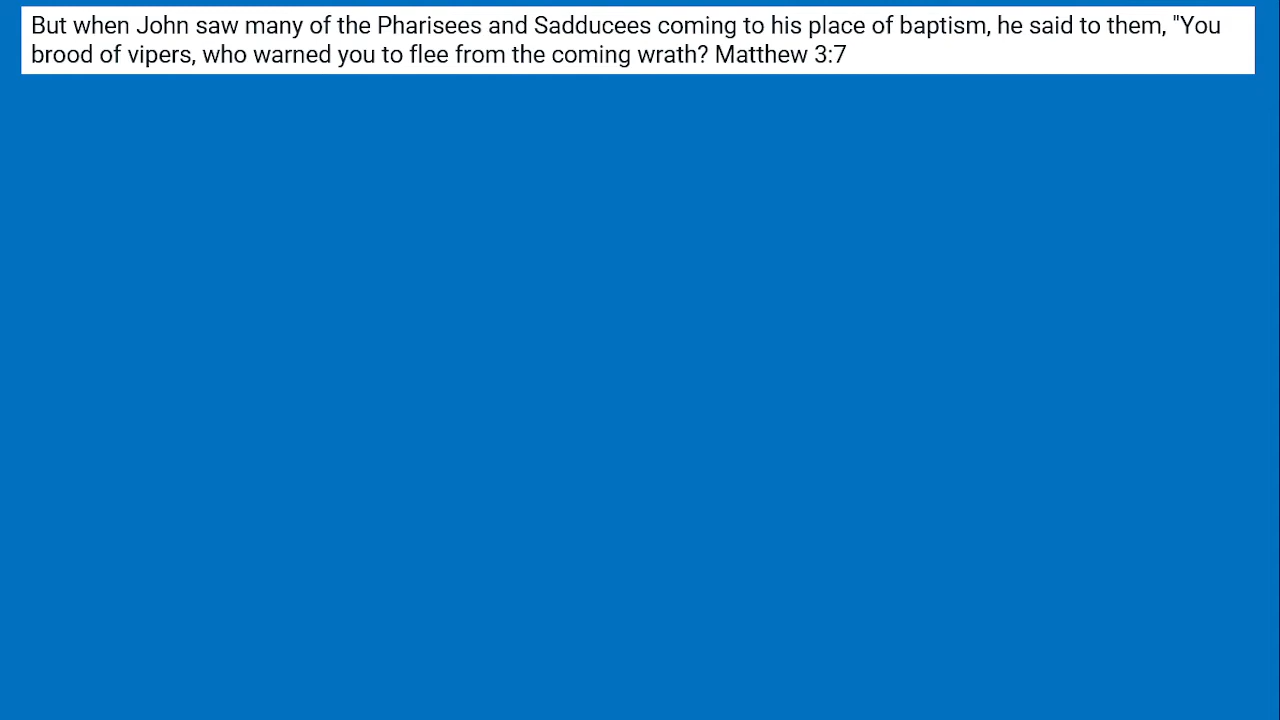 But when John saw many of the Pharisees and Sadducees coming to his place of baptism, he said to them, "You
brood of vipers, who warned you to flee from the coming wrath? Matthew 3:7